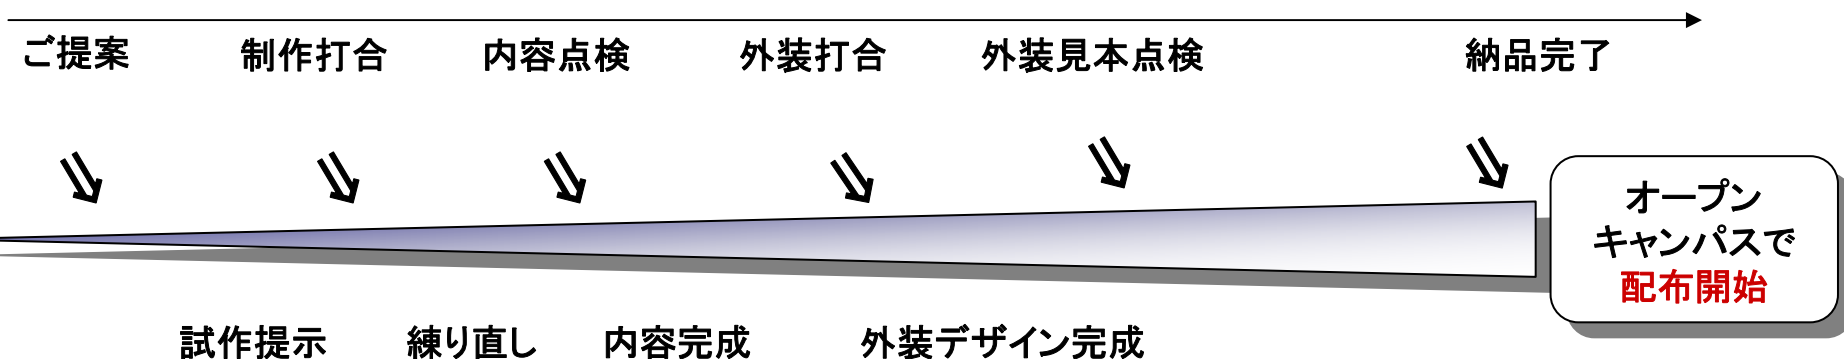 ご提案 制作打合 内容点検 外装打合 外装見本点検 納品完了
オープン
キャンパスで
配布開始
試作提示 練り直し 内容完成 外装デザイン完成